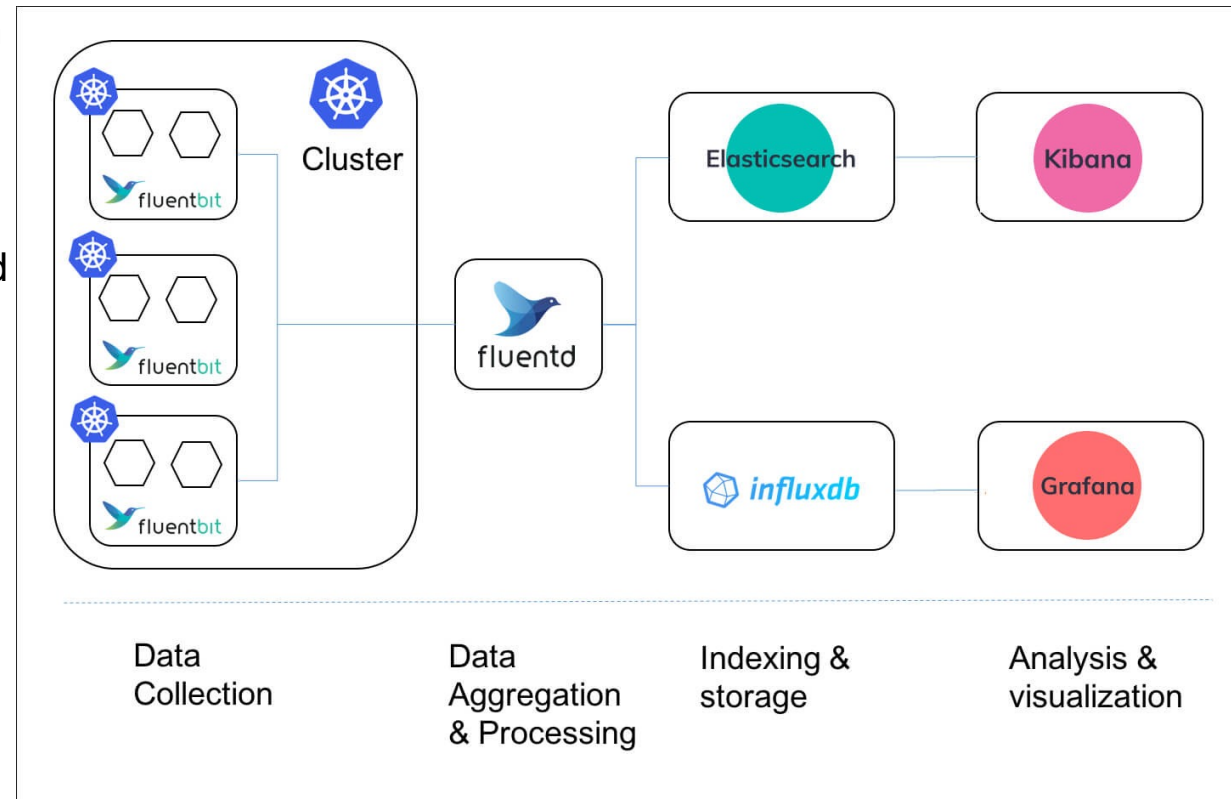 Cluster
fluentbit
fluentbit
fluentbit
d
fluentd
Elasticsearch
Kibana
influxdb
Grafana
Data
Collection
Data
Aggregation
& Processing
Indexing &
storage
Analysis &
visualization